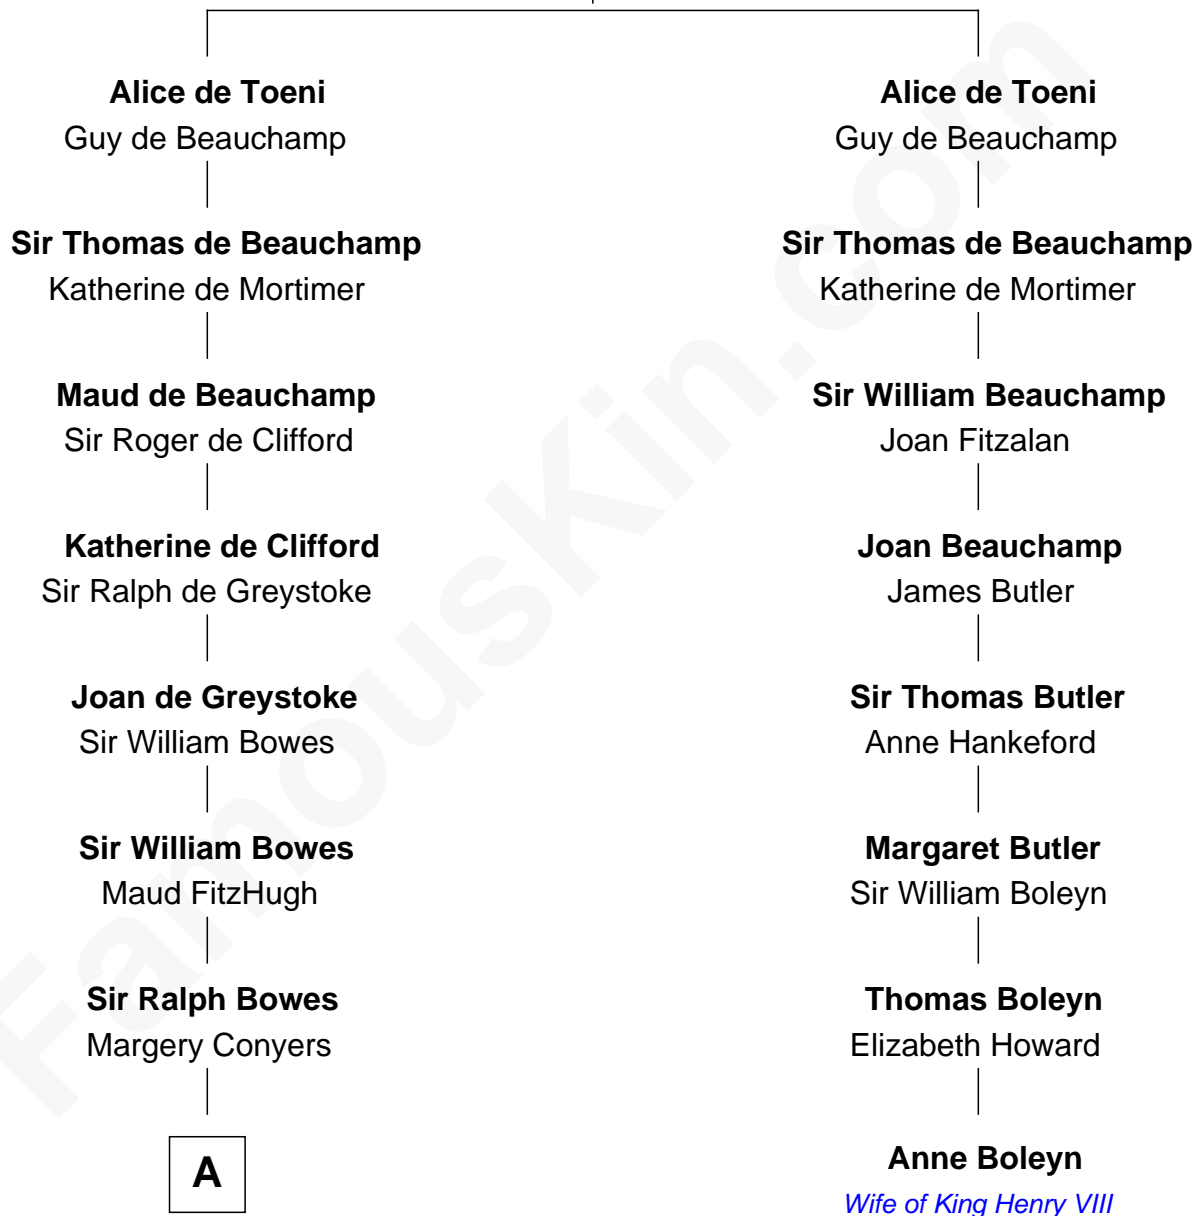 Alice de Toeni
Guy de Beauchamp
Sir Thomas de Beauchamp
Katherine de Mortimer
Maud de Beauchamp
Sir Roger de Clifford
Katherine de Clifford
Sir Ralph de Greystoke
Joan de Greystoke
Sir William Bowes
Sir William Bowes
Maud FitzHugh
Sir Ralph Bowes
Margery Conyers
A
Alice de Toeni
Guy de Beauchamp
Sir Thomas de Beauchamp
Katherine de Mortimer
Sir William Beauchamp
Joan Fitzalan
Joan Beauchamp
James Butler
Sir Thomas Butler
Anne Hankeford
Margaret Butler
Sir William Boleyn
Thomas Boleyn
Elizabeth Howard
Anne Boleyn
Wife of King Henry VIII
FamousKin.com